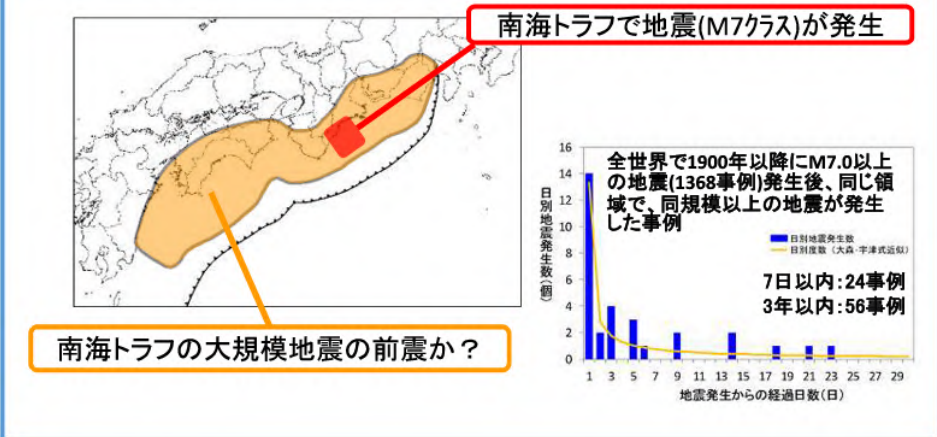 南海トラフで地震(M7クラス)が発生
南海トラフの大規模地震の前震か？
全世界で1900年以降にM7.0以上
の地震(1368事例)発生後、同じ領
域で、同規模以上の地震が発生
した事例
日別地震発生数
日別度数（大森・宇津式近似）
7日以内：24事例
3年以内：56事例
日別地震発生数（個）
16
14
12
10
8
6
4
2
0
1 3 5 7 9 11 13 15 17 19 21 23 25 27 29
地震発生からの経過日数（日）